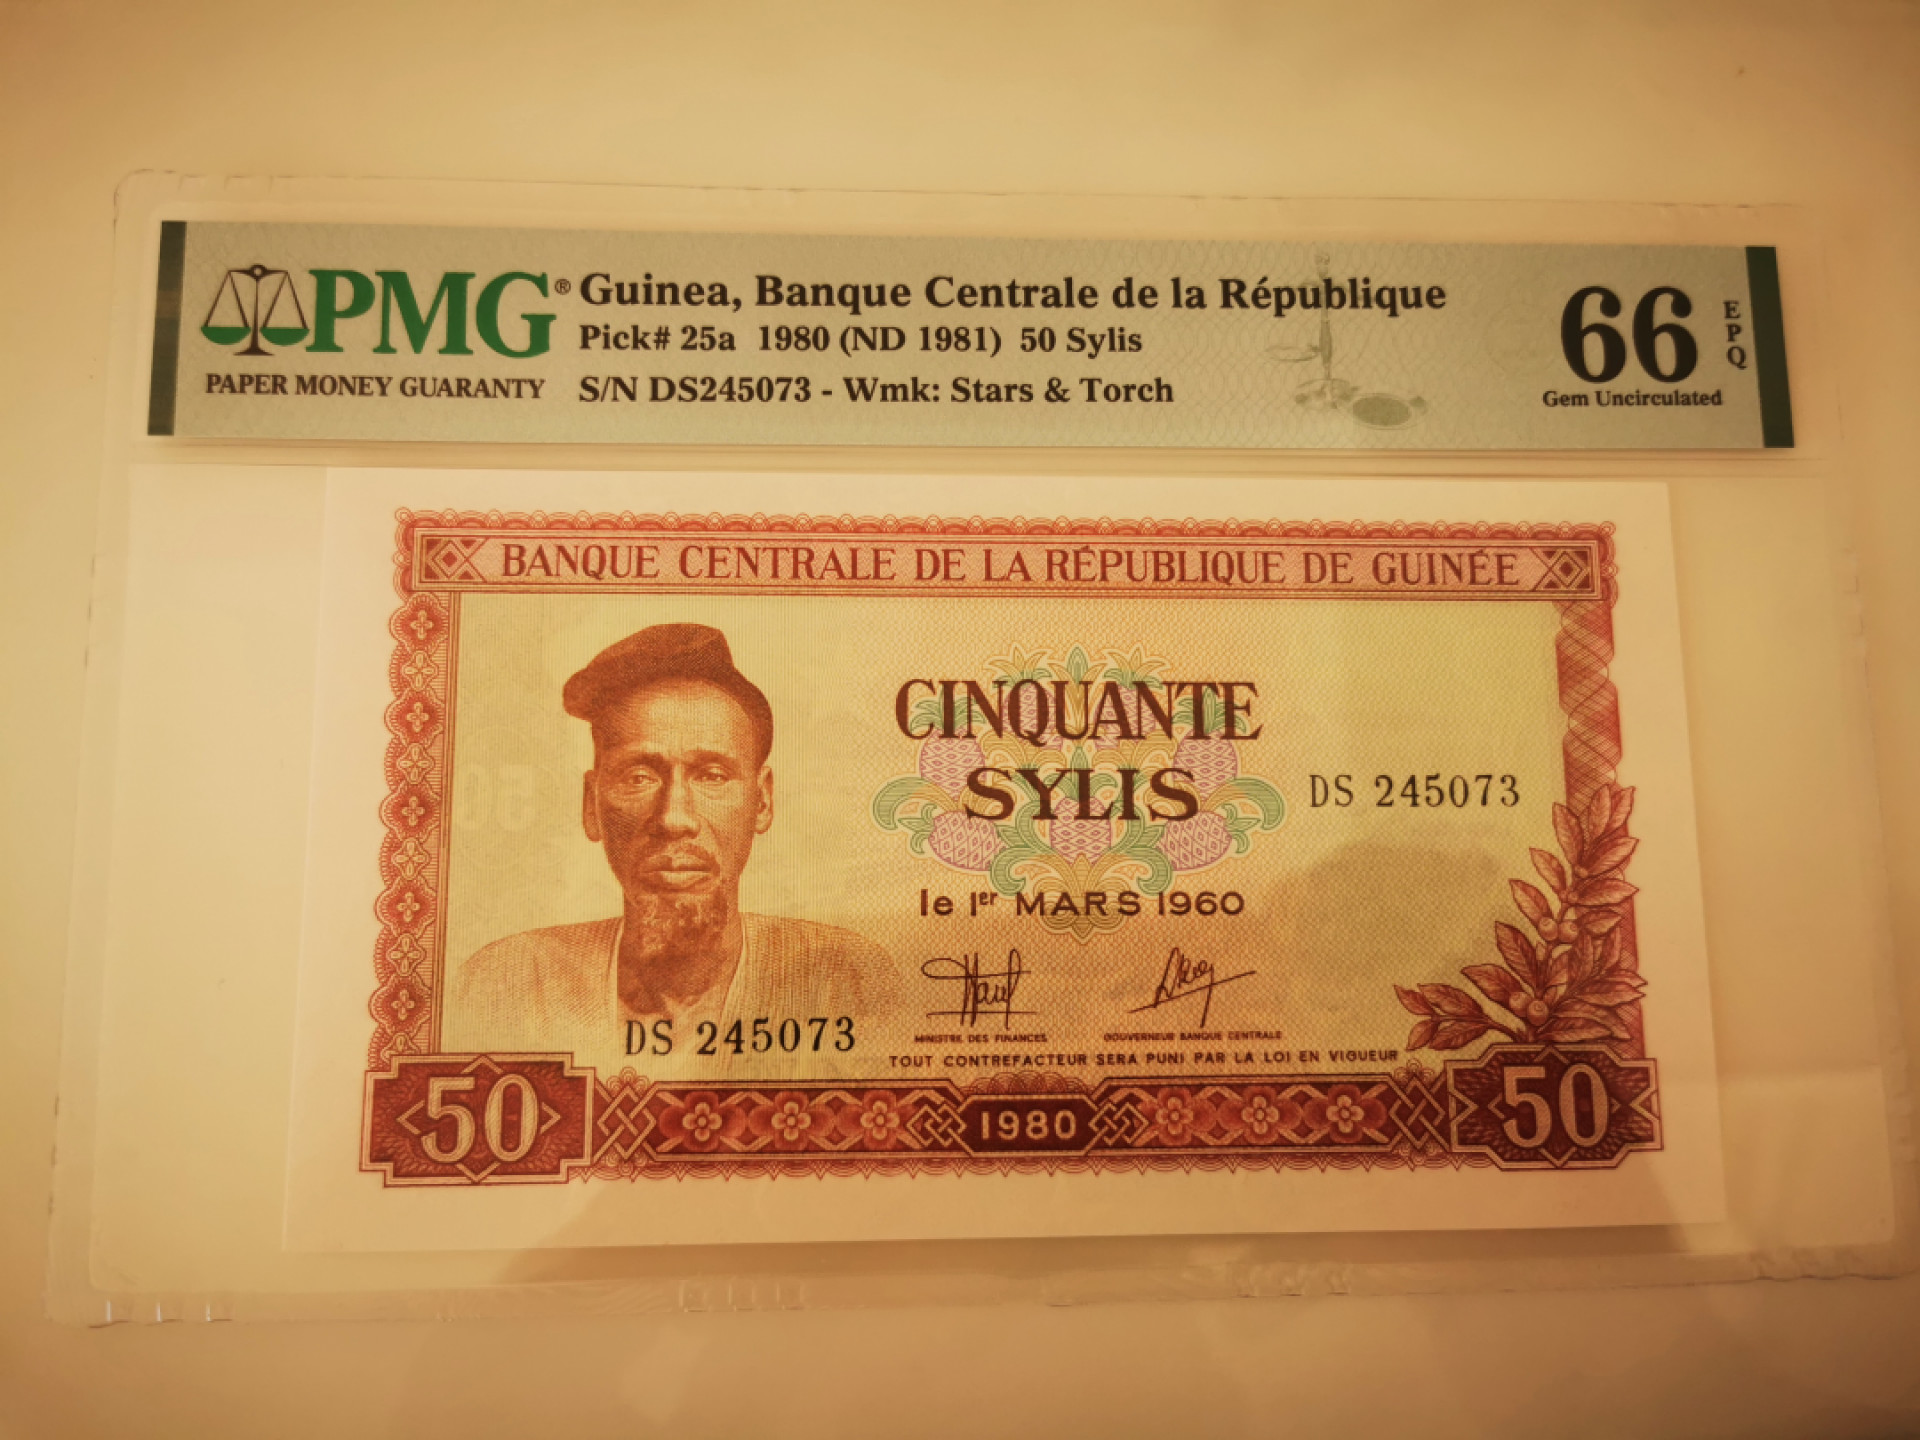 PMG®
PAPER MONEY GUARANTY
Guinea, Banque Centrale de la République
Pick# 25a 1980 (ND 1981) 50 Sylis
S/N DS245073 - Wmk: Stars & Torch
66
EPQ
Gem Uncirculated
BANQUE CENTRALE DE LA RÉPUBLIQUE DE GUINÉE
CINQUANTE
SYLIS
DS 245073
le 1er MARS 1960
DS 245073
MINISTRE DES FINANCES
GOUVERNEUR BANQUE CENTRALE
TOUT CONTREFACTEUR SERA PUNI PAR LA LOI EN VIGUEUR
50
1980
50